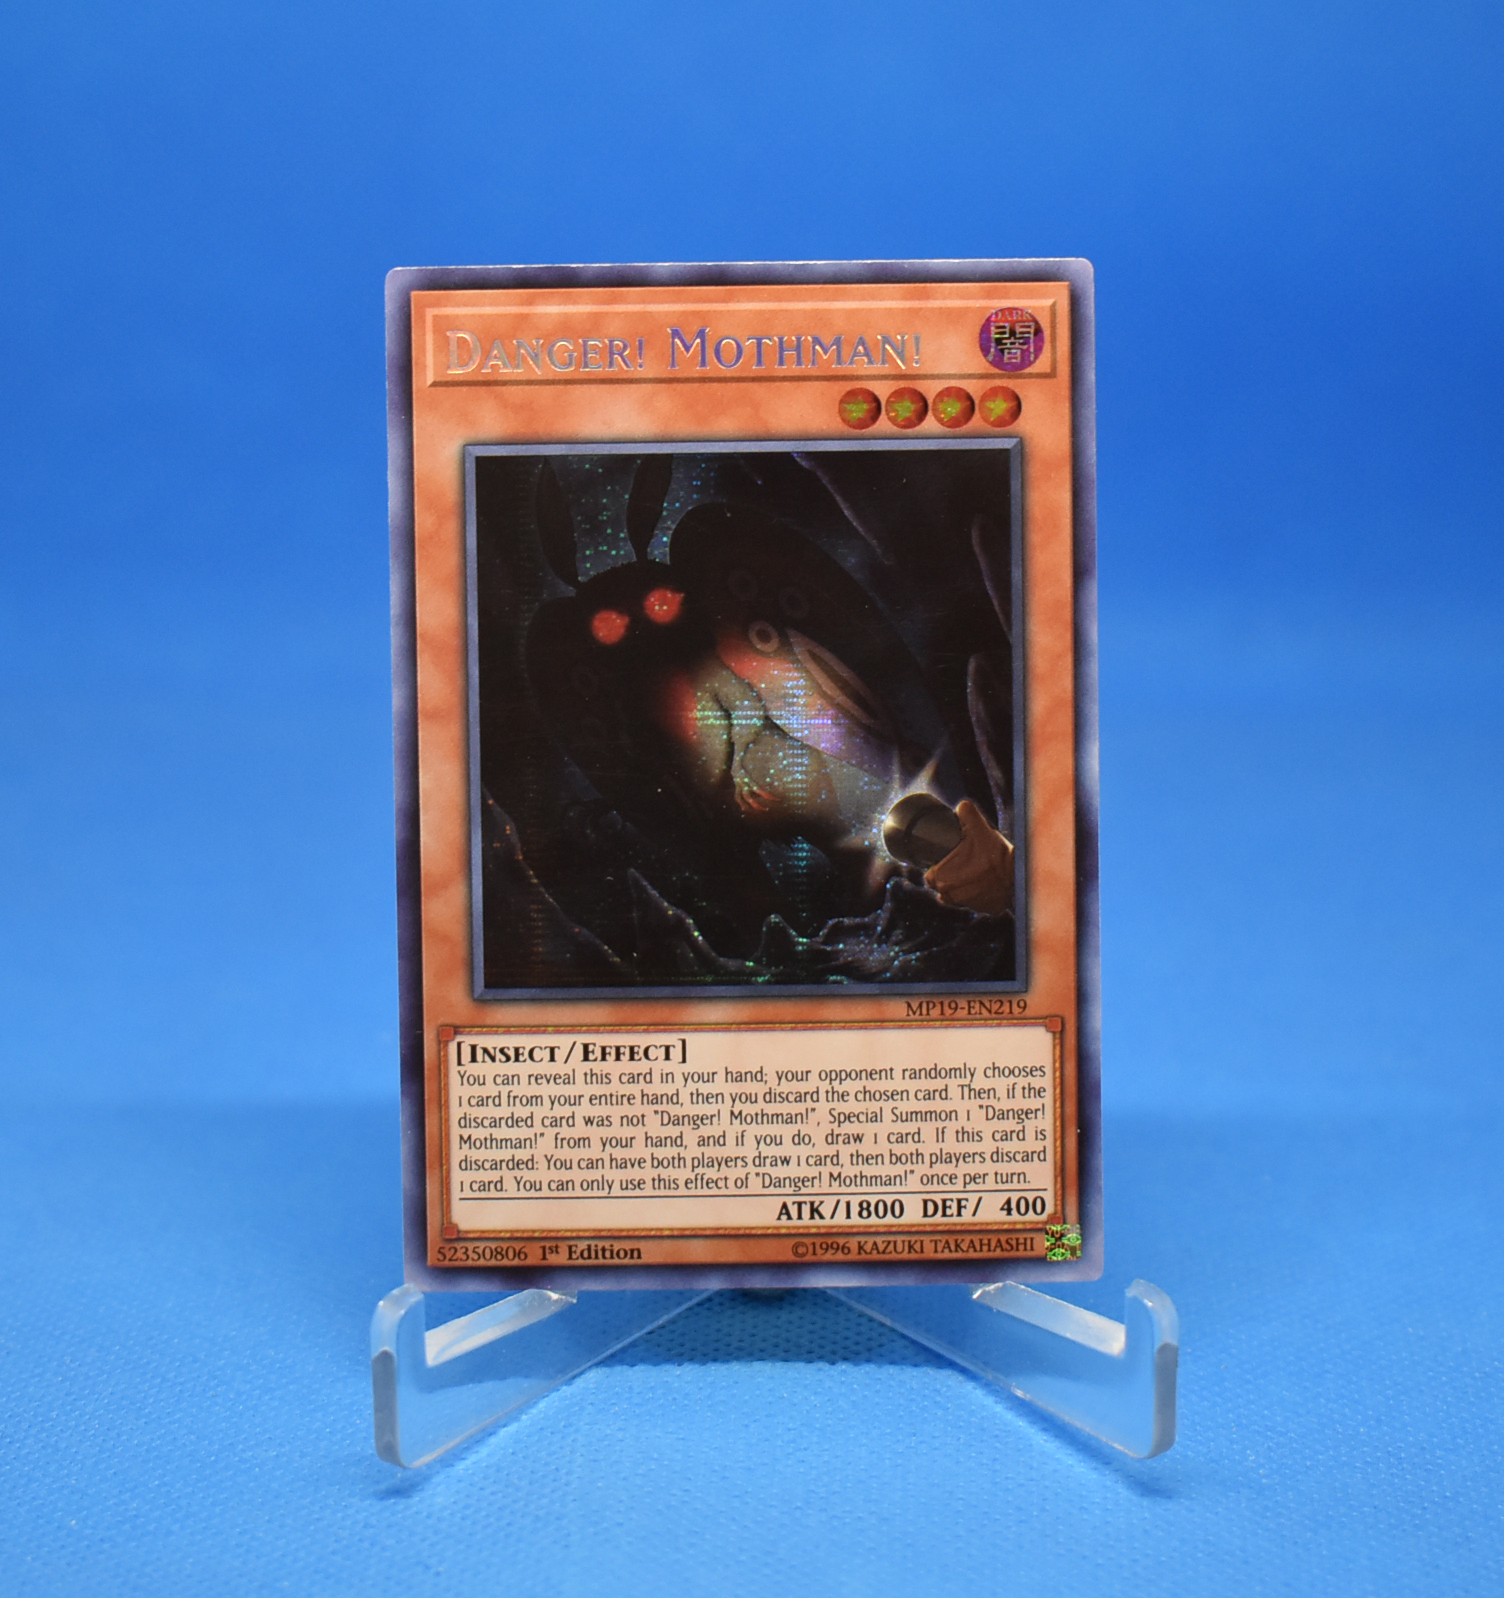 DANGER! MOTHMAN!
DARK
闇
MP19-EN219
[INSECT/EFFECT]
You can reveal this card in your hand; your opponent randomly chooses
1 card from your entire hand, then you discard the chosen card. Then, if the
discarded card was not "Danger! Mothman!", Special Summon 1 "Danger!
Mothman!" from your hand, and if you do, draw 1 card. If this card is
discarded: You can have both players draw 1 card, then both players discard
1 card. You can only use this effect of "Danger! Mothman!" once per turn.
ATK/1800 DEF/ 400
52350806 1st Edition ©1996 KAZUKI TAKAHASHI